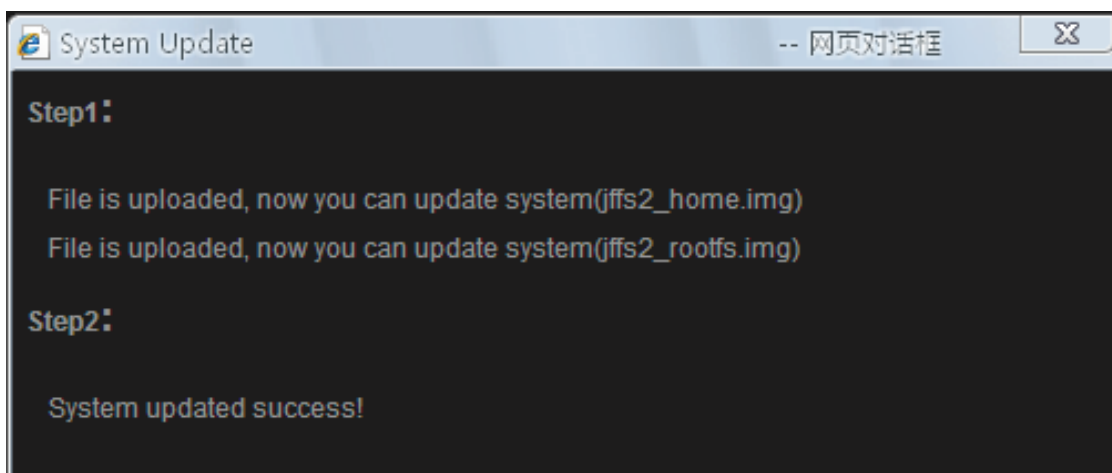 System Update -- 网页对话框
Step1:
File is uploaded, now you can update system(jffs2_home.img)
File is uploaded, now you can update system(jffs2_rootfs.img)
Step2:
System updated success!